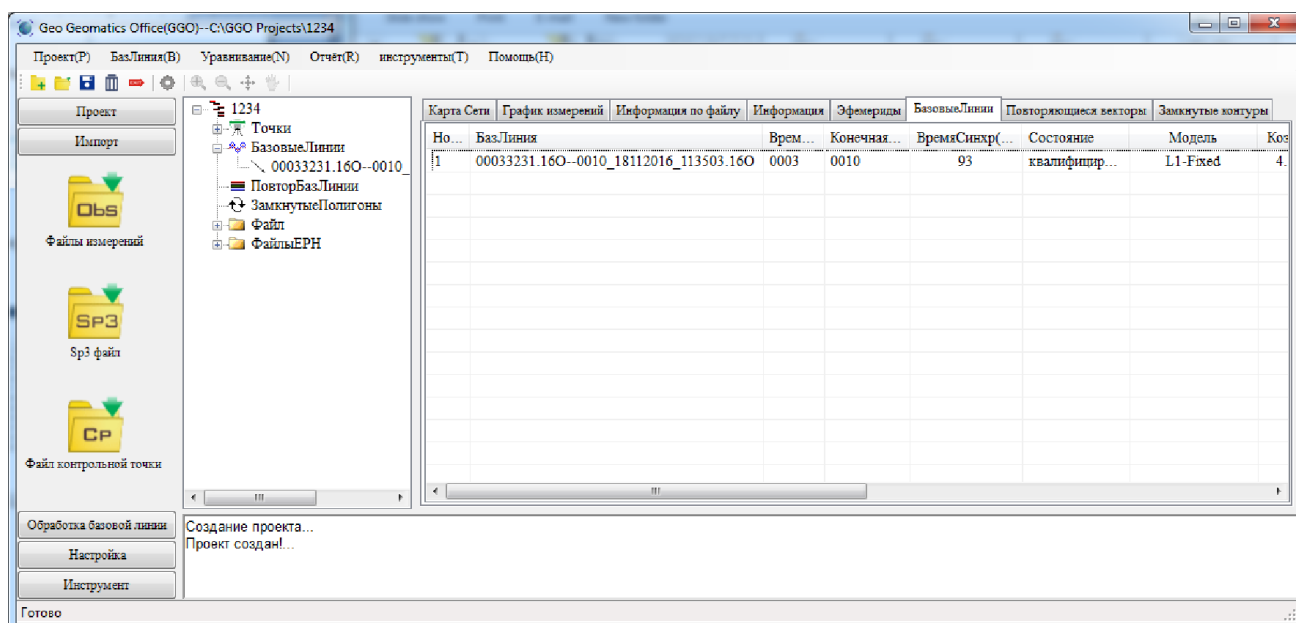 Geo Geomatics Office(GGO)--C:\GGO Projects\1234
Проект(P) БазЛиния(B) Уравнивание(N) Отчёт(R) инструменты(T) Помощь(H)
Проект
Импорт
Obs
Файлы измерений
Sp3
Sp3 файл
Cp
Файл контрольной точки
Обработка базовой линии
Настройка
Инструмент
1234
Точки
БазовыеЛинии
00033231.16O--0010_
ПовторБазЛинии
ЗамкнутыеПолигоны
Файл
ФайлыЕРН
Карта Сети График измерений Информация по файлу Информация Эфемериды БазовыеЛинии Повторяющиеся векторы Замкнутые контуры
Но... БазЛиния Врем... Конечная... ВремяСинхр(... Состояние Модель Коэ
1 00033231.16O--0010_18112016_113503.16O 0003 0010 93 квалифицир... L1-Fixed 4.
Создание проекта...
Проект создан!...
Готово